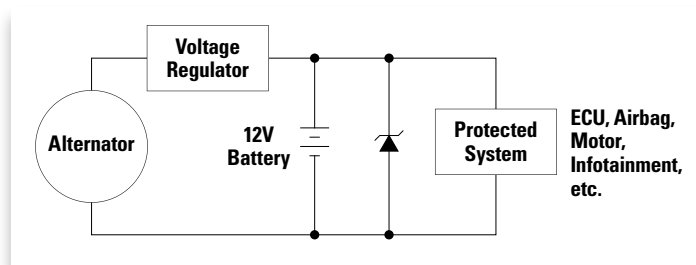 Voltage
Regulator
Alternator
12V
Battery
Protected
System
ECU, Airbag,
Motor,
Infotainment,
etc.